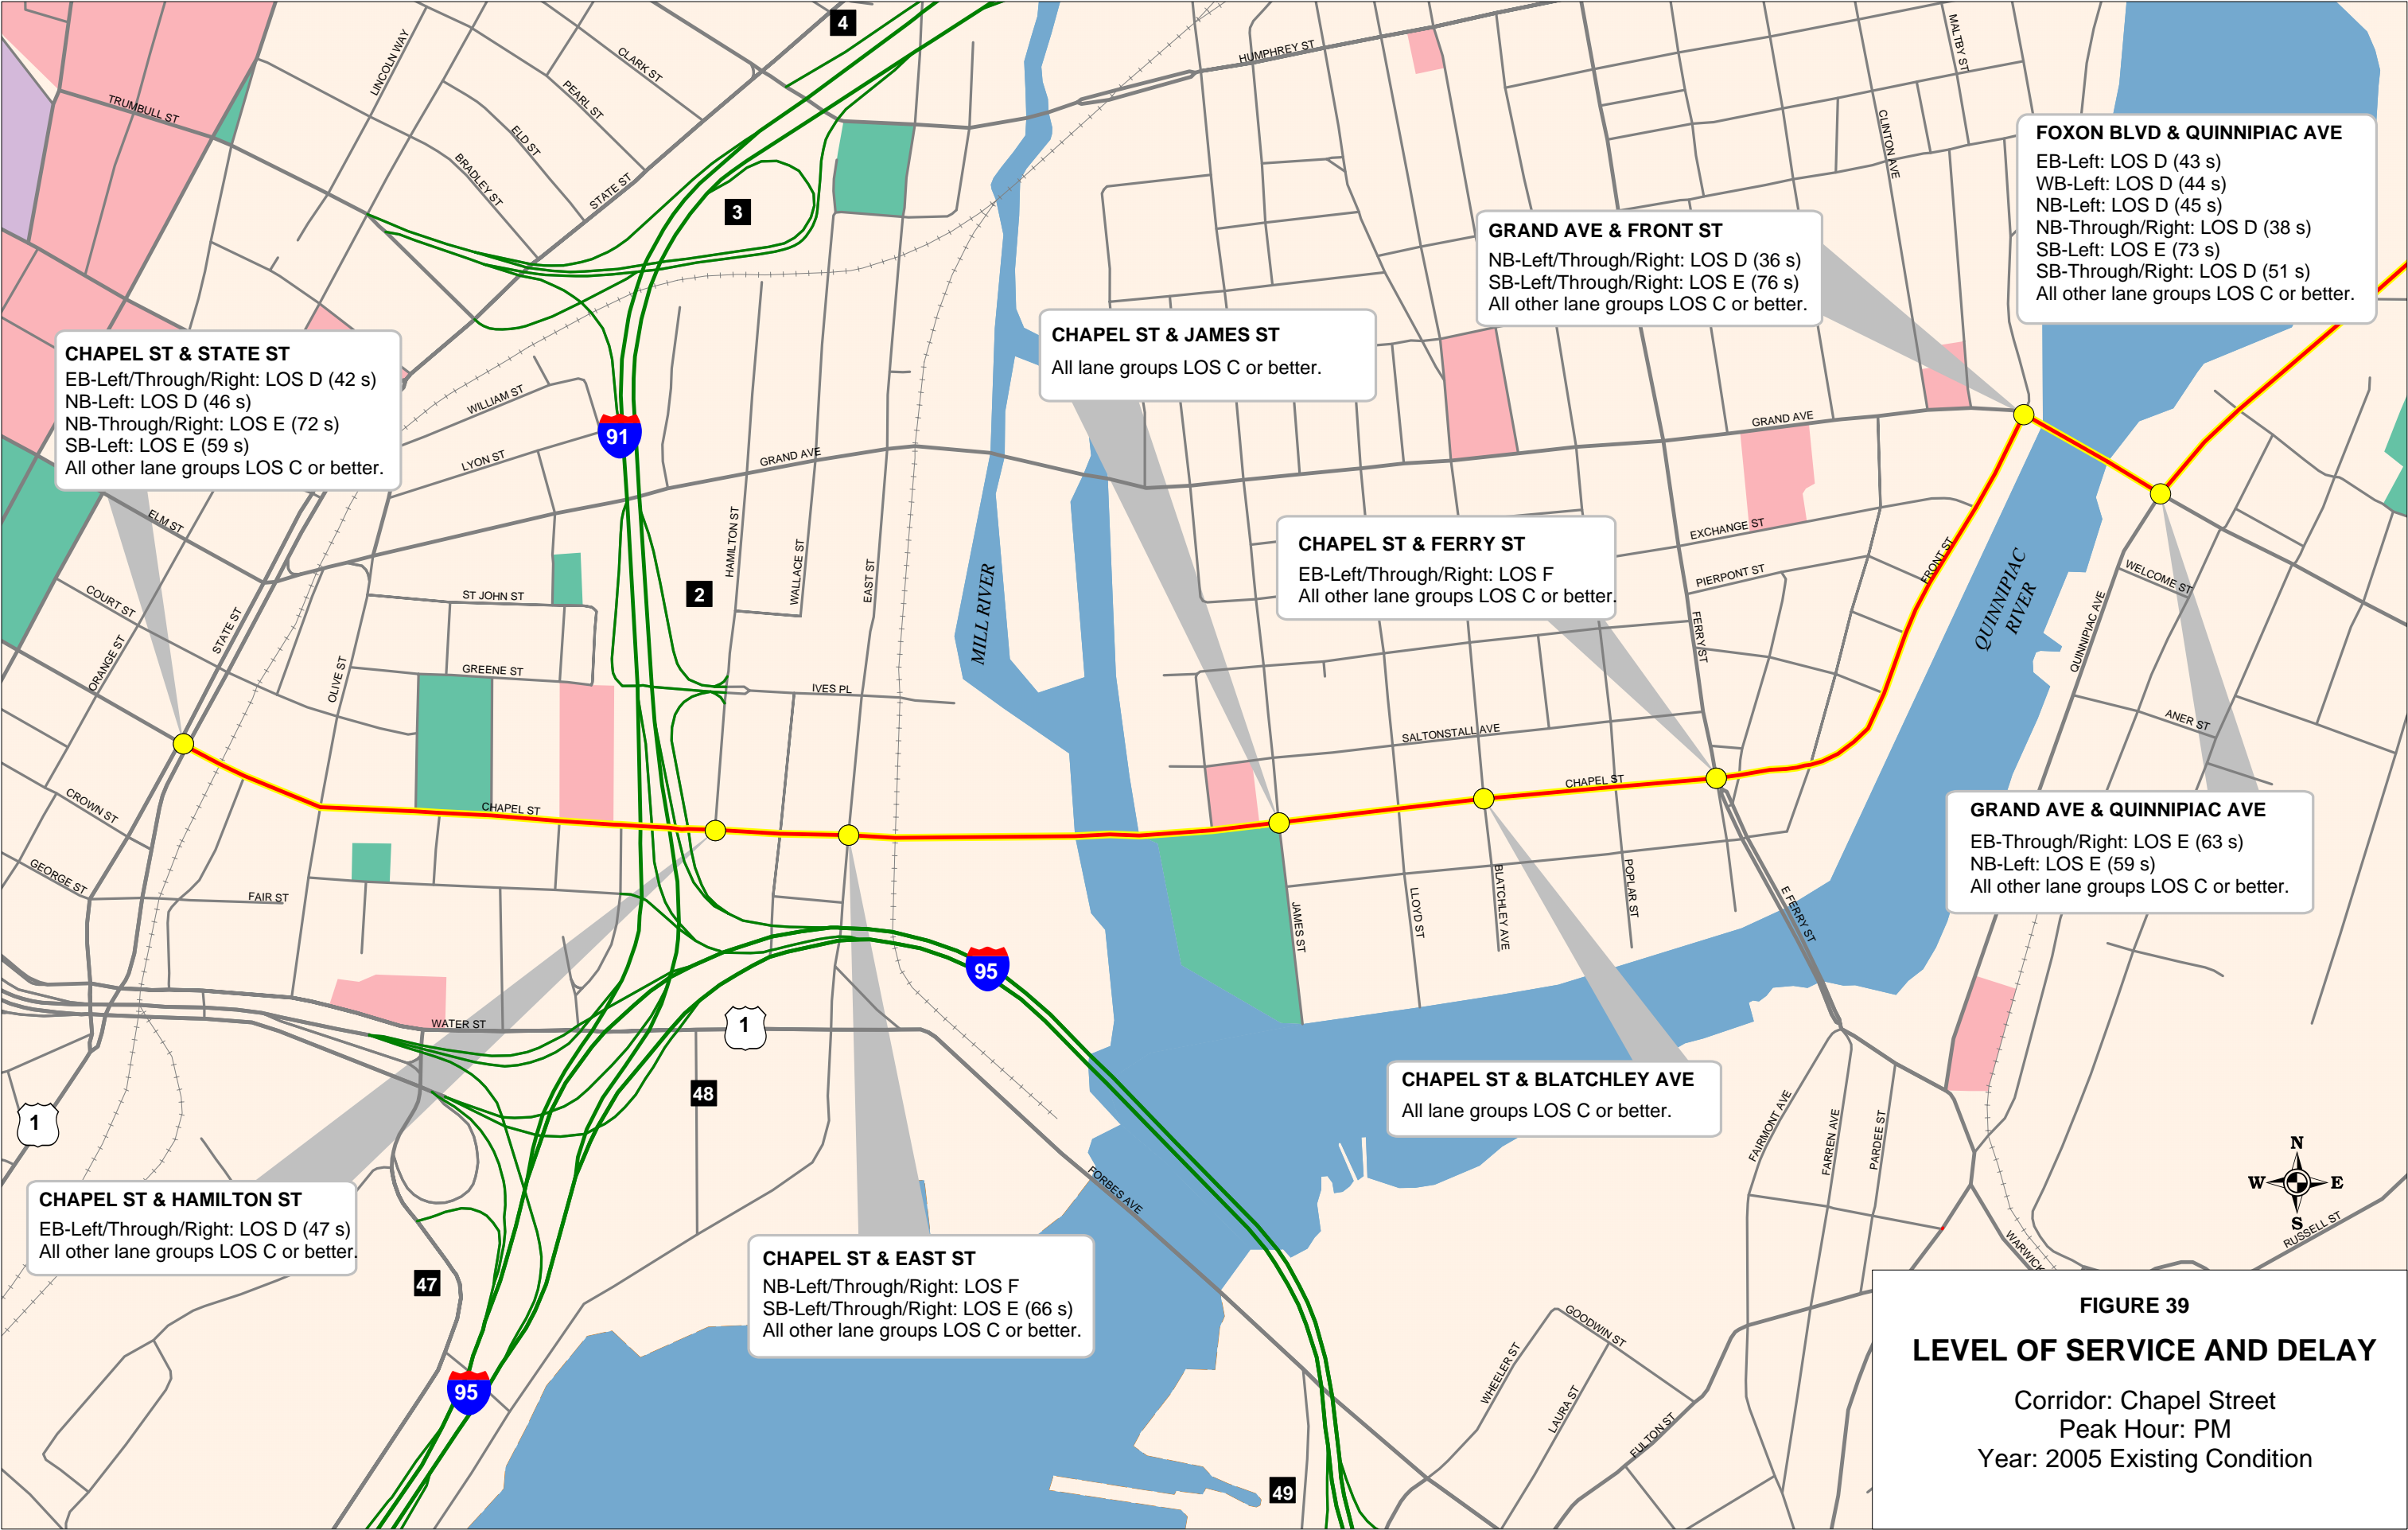 4
HUMPHREY ST
MALTBY ST
LINCOLN WAY
CLARK ST
PEARL ST
TRUMBULL ST
ELD ST
BRADLEY ST
STATE ST
3
CLINTON AVE
FOXON BLVD & QUINNIPIAC AVE
EB-Left: LOS D (43 s)
WB-Left: LOS D (44 s)
NB-Left: LOS D (45 s)
NB-Through/Right: LOS D (38 s)
SB-Left: LOS E (73 s)
SB-Through/Right: LOS D (51 s)
All other lane groups LOS C or better.
GRAND AVE & FRONT ST
NB-Left/Through/Right: LOS D (36 s)
SB-Left/Through/Right: LOS E (76 s)
All other lane groups LOS C or better.
CHAPEL ST & JAMES ST
All lane groups LOS C or better.
CHAPEL ST & STATE ST
EB-Left/Through/Right: LOS D (42 s)
NB-Left: LOS D (46 s)
NB-Through/Right: LOS E (72 s)
SB-Left: LOS E (59 s)
All other lane groups LOS C or better.
WILLIAM ST
91
LYON ST
GRAND AVE
GRAND AVE
ELM ST
HAMILTON ST
WALLACE ST
EAST ST
2
MILL RIVER
CHAPEL ST & FERRY ST
EB-Left/Through/Right: LOS F
All other lane groups LOS C or better.
EXCHANGE ST
PIERPONT ST
FERRY ST
FRONT ST
QUINNIPIAC
RIVER
WELCOME ST
QUINNIPIAC AVE
ANER ST
COURT ST
ORANGE ST
STATE ST
OLIVE ST
ST JOHN ST
GREENE ST
IVES PL
SALTONSTALL AVE
CHAPEL ST
CHAPEL ST
CROWN ST
GEORGE ST
FAIR ST
JAMES ST
LLOYD ST
BLATCHLEY AVE
POPLAR ST
E FERRY ST
GRAND AVE & QUINNIPIAC AVE
EB-Through/Right: LOS E (63 s)
NB-Left: LOS E (59 s)
All other lane groups LOS C or better.
95
WATER ST
1
1
48
CHAPEL ST & BLATCHLEY AVE
All lane groups LOS C or better.
FAIRMONT AVE
FARREN AVE
PARDEE ST
FORBES AVE
CHAPEL ST & HAMILTON ST
EB-Left/Through/Right: LOS D (47 s)
All other lane groups LOS C or better.
47
CHAPEL ST & EAST ST
NB-Left/Through/Right: LOS F
SB-Left/Through/Right: LOS E (66 s)
All other lane groups LOS C or better.
N
W
E
S
RUSSELL ST
WARWICK
95
GOODWIN ST
WHEELER ST
LAURA ST
FULTON ST
49
FIGURE 39
LEVEL OF SERVICE AND DELAY
Corridor: Chapel Street
Peak Hour: PM
Year: 2005 Existing Condition